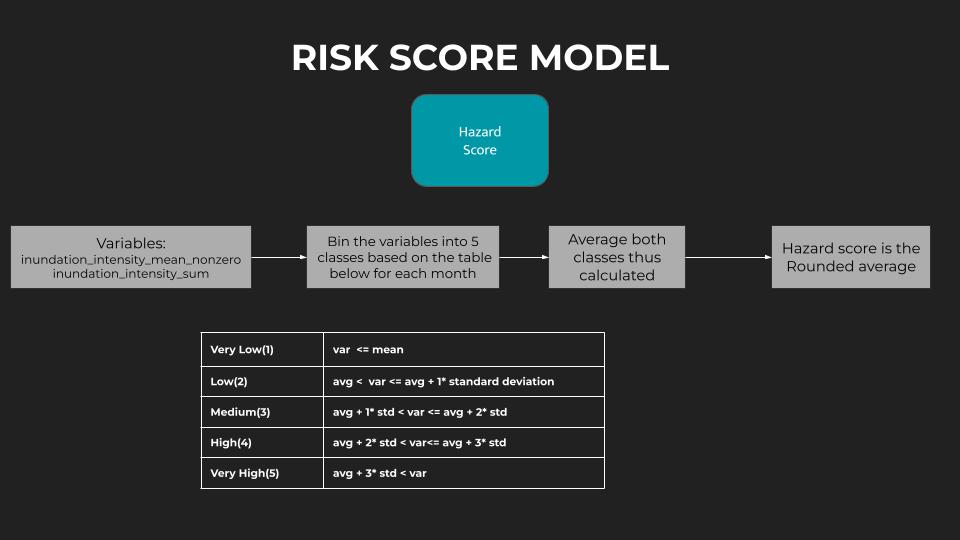 RISK SCORE MODEL
Hazard
Score
Variables:
inundation_intensity_mean_nonzero
inundation_intensity_sum
Bin the variables into 5
classes based on the table
below for each month
Average both
classes thus
calculated
Hazard score is the
Rounded average
Very Low(1) var <= mean
Low(2) avg < var <= avg + 1* standard deviation
Medium(3) avg + 1* std < var <= avg + 2* std
High(4) avg + 2* std < var<= avg + 3* std
Very High(5) avg + 3* std < var